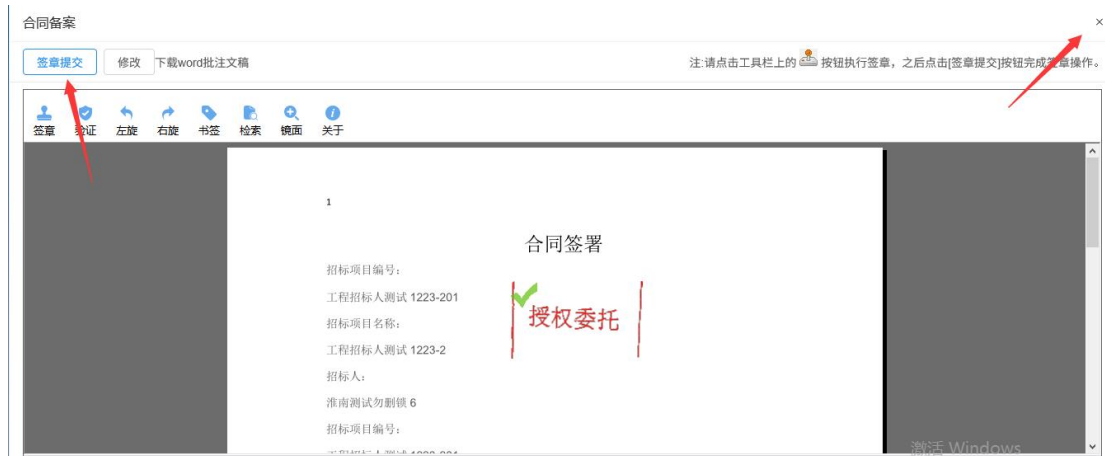 合同备案
×
签章提交 修改 下载word批注文稿 注:请点击工具栏上的 按钮执行签章，之后点击[签章提交]按钮完成签章操作。
签章 验证 左旋 右旋 书签 检索 镜面 关于
1
合同签署
招标项目编号：
工程招标人测试 1223-201
授权委托
招标项目名称：
工程招标人测试 1223-2
招标人：
淮南测试勿删锁 6
招标项目编号：
激活 Windows